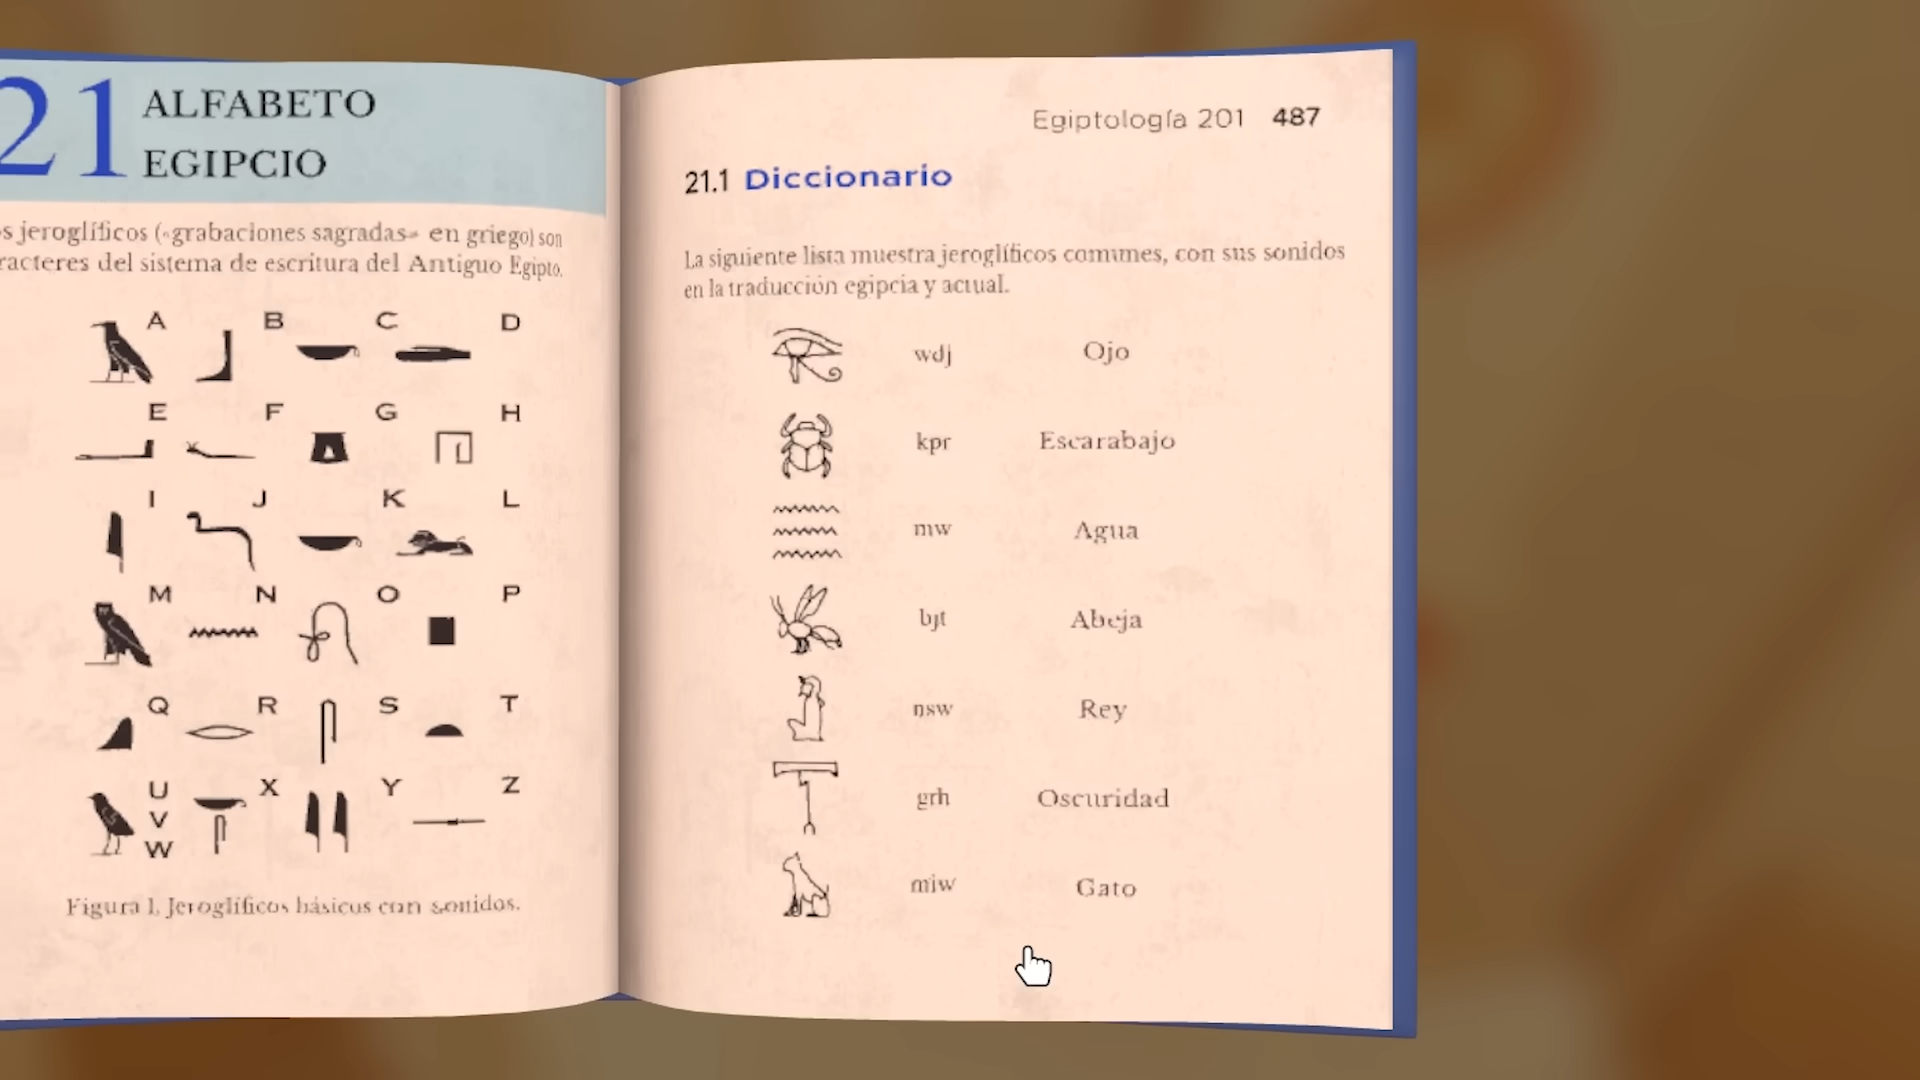 21 ALFABETO
EGIPCIO
s jeroglíficos («grabaciones sagradas» en griego) son
racteres del sistema de escritura del Antiguo Egipto.
A B C D
E F G H
I J K L
M N O P
Q R S T
U X Y Z
V
W
Figura 1. Jeroglíficos básicos con sonidos.
Egiptología 201 487
21.1 Diccionario
La siguiente lista muestra jeroglíficos comunes, con sus sonidos
en la traducción egipcia y actual.
wdj Ojo
kpr Escarabajo
mw Agua
bjt Abeja
nsw Rey
grh Oscuridad
miw Gato